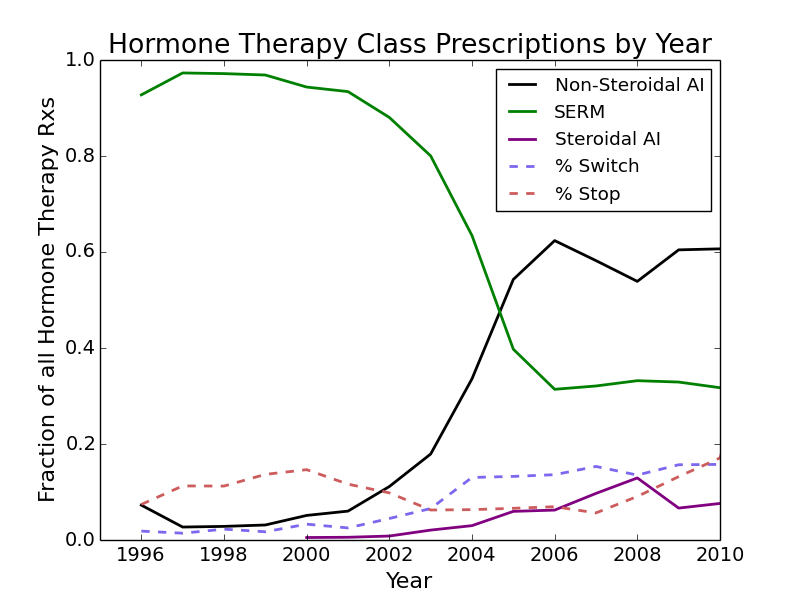 Hormone Therapy Class Prescriptions by Year
1.0
0.8
0.6
0.4
0.2
0.0
Fraction of all Hormone Therapy Rxs
Non-Steroidal AI
SERM
Steroidal AI
% Switch
% Stop
1996 1998 2000 2002 2004 2006 2008 2010
Year